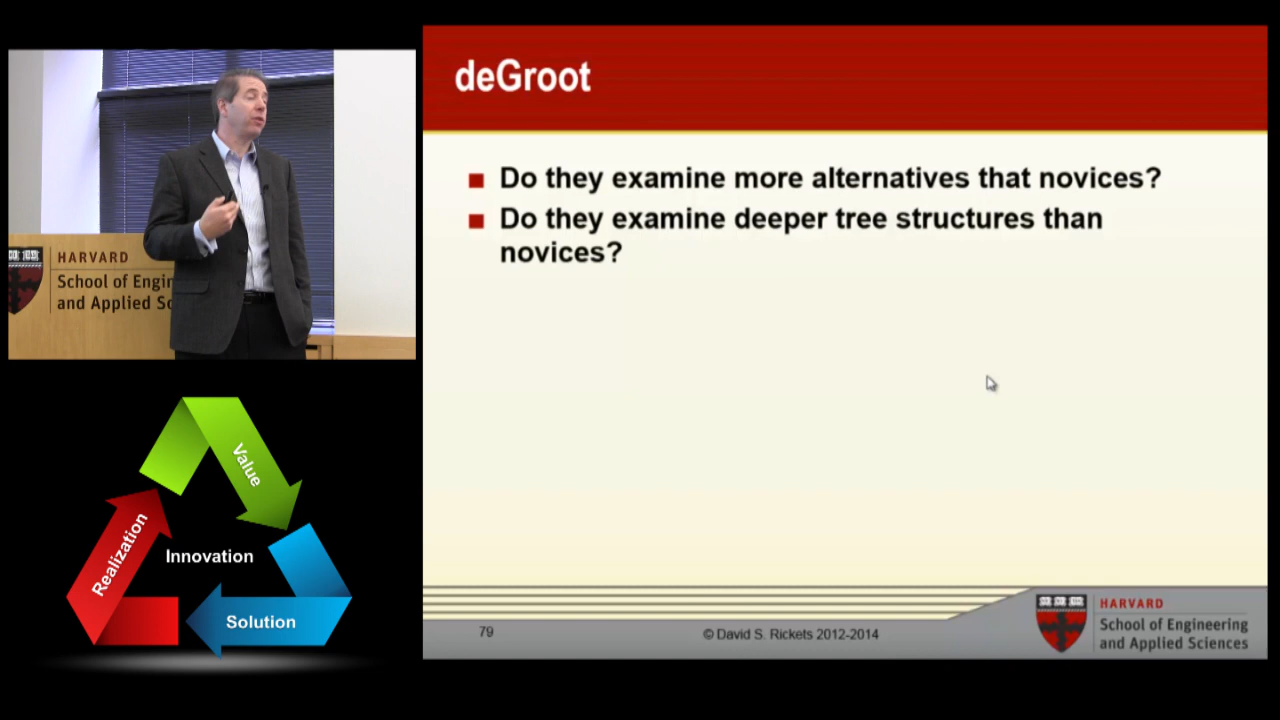 deGroot
Do they examine more alternatives that novices?
Do they examine deeper tree structures than
novices?
79
© David S. Rickets 2012-2014
HARVARD
School of Engineering
and Applied Sciences
HARVARD
School of Engin
and Applied Sc
Value
Realization
Innovation
Solution